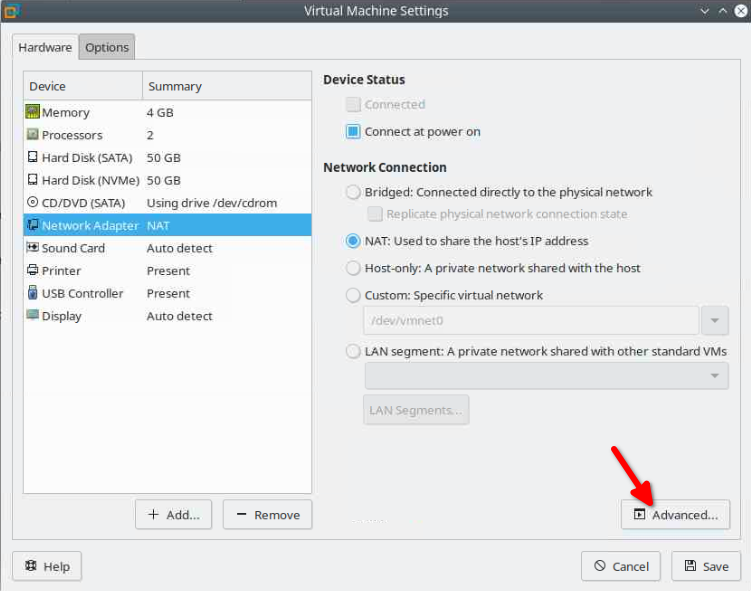 Virtual Machine Settings
Hardware Options
Device Summary
Memory 4 GB
Processors 2
Hard Disk (SATA) 50 GB
Hard Disk (NVMe) 50 GB
CD/DVD (SATA) Using drive /dev/cdrom
Network Adapter NAT
Sound Card Auto detect
Printer Present
USB Controller Present
Display Auto detect
Add...
Remove
Device Status
Connected
Connect at power on
Network Connection
Bridged: Connected directly to the physical network
Replicate physical network connection state
NAT: Used to share the host's IP address
Host-only: A private network shared with the host
Custom: Specific virtual network
/dev/vmnet0
LAN segment: A private network shared with other standard VMs
LAN Segments...
Advanced...
Help
Cancel
Save